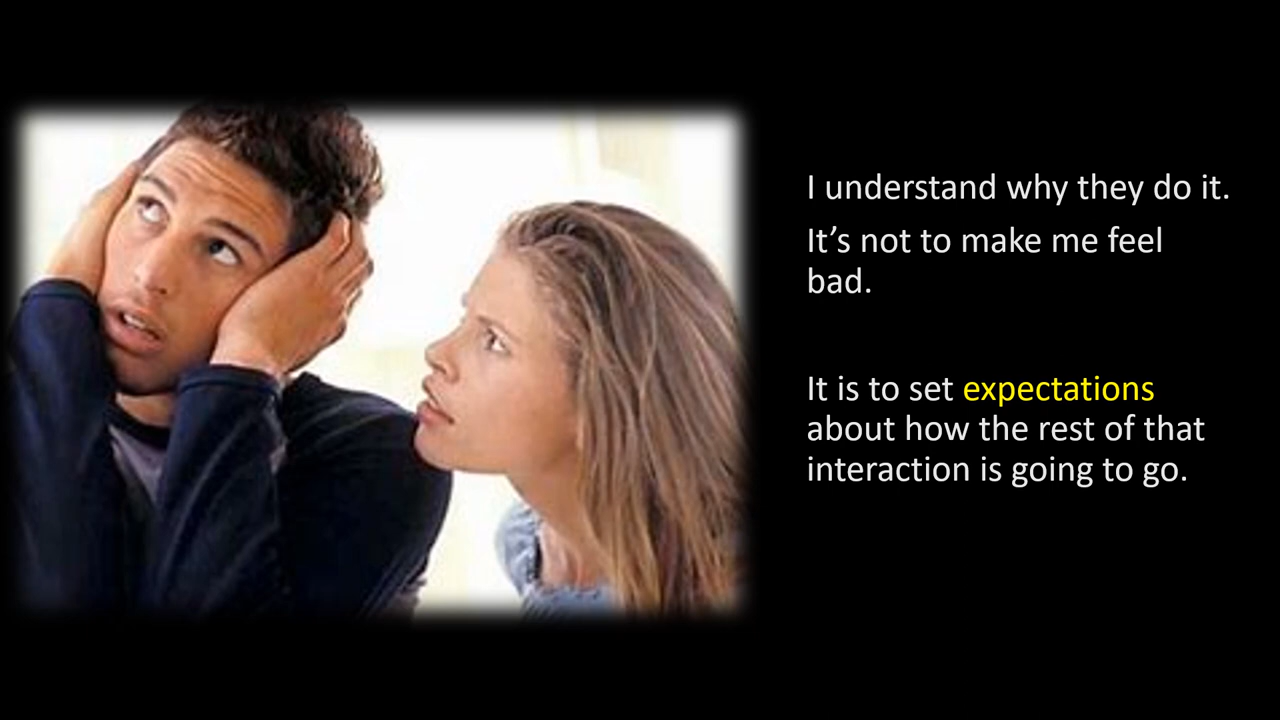 I understand why they do it.
It’s not to make me feel
bad.
It is to set expectations
about how the rest of that
interaction is going to go.